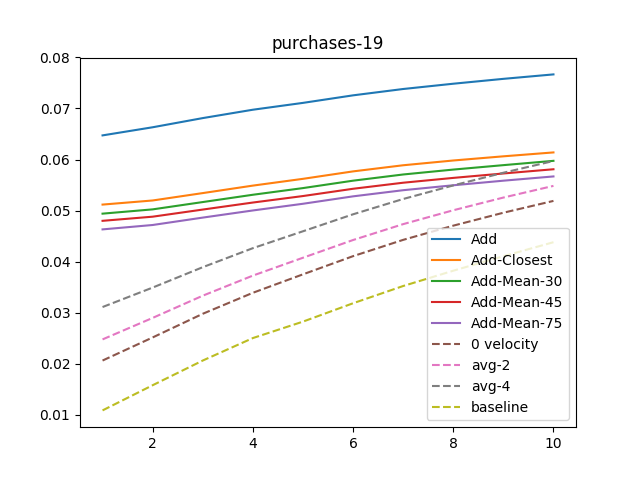 purchases-19
0.08
0.07
0.06
0.05
0.04
0.03
0.02
0.01
2 4 6 8 10
Add
Add-Closest
Add-Mean-30
Add-Mean-45
Add-Mean-75
0 velocity
avg-2
avg-4
baseline